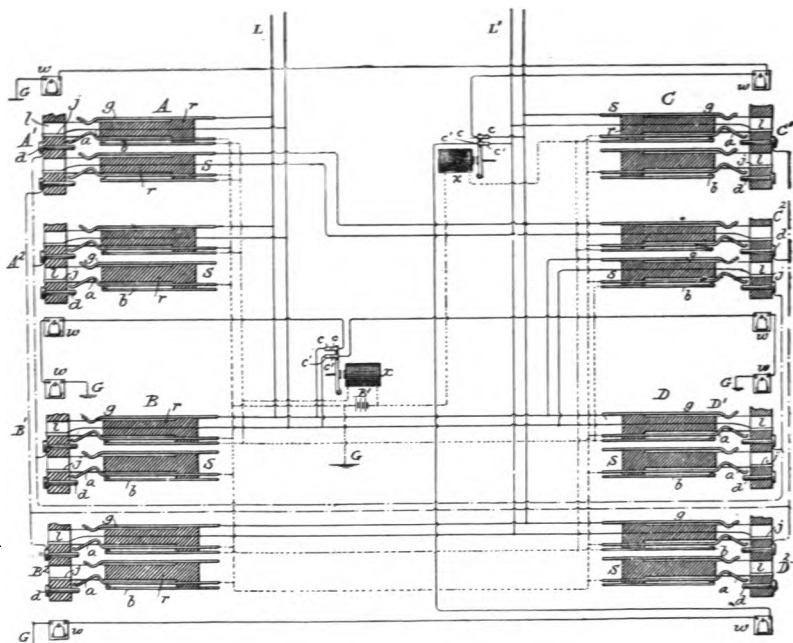 L L'
w w
G
g A r s C g
l j r l
A' a c c' a C'
d b c' c d
S x S j
r b d
C²
A² d
g S g
l j r S l j
a b b
d
w c c w
c' c'
x
w B' w
G G
B r D g D'
B' g l
l a
j S G S
a b b a
d d
g g j
l l
B² j r S b D²
d a b a d
w w
G